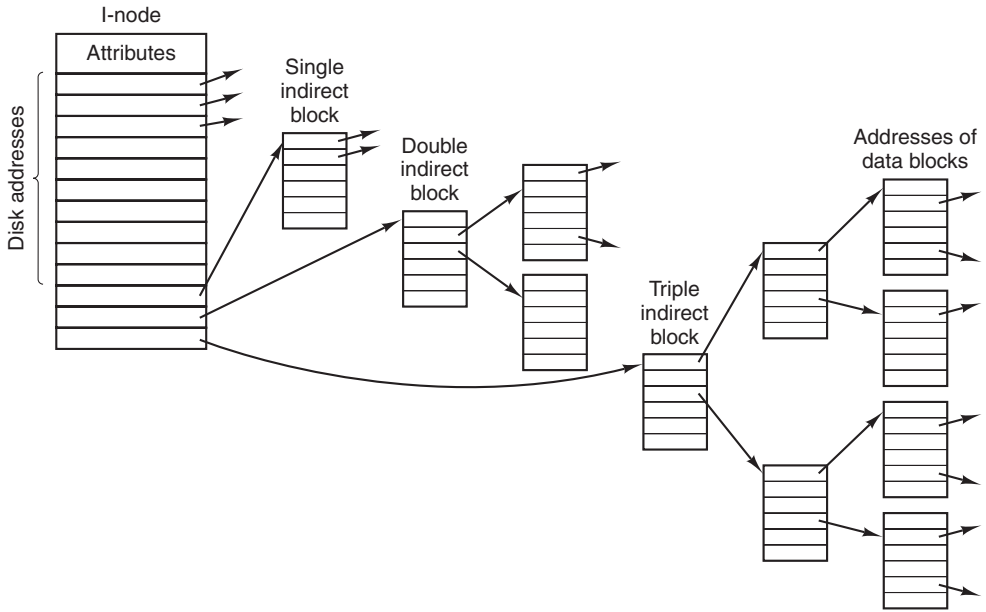 I-node
Attributes
Disk addresses
Single
indirect
block
Double
indirect
block
Triple
indirect
block
Addresses of
data blocks